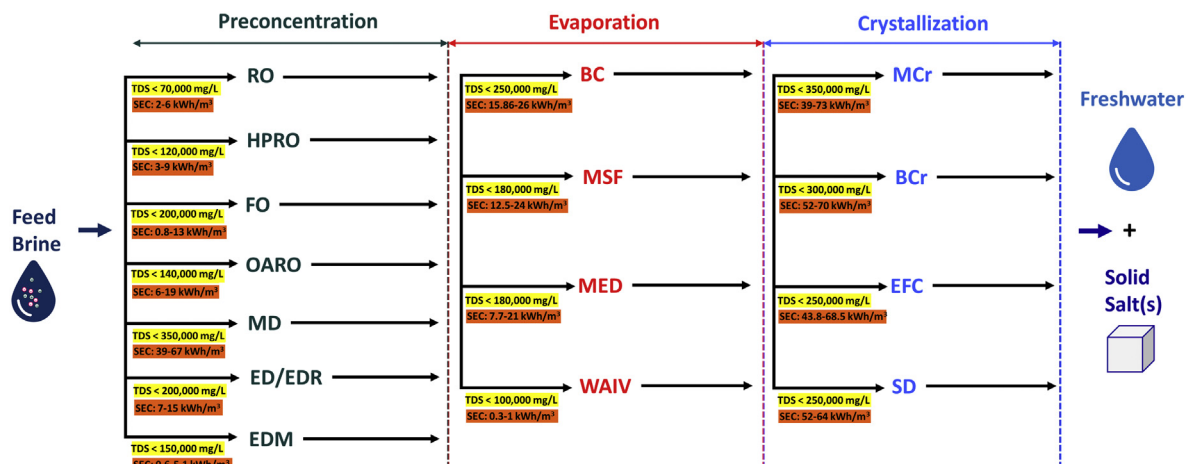 Preconcentration
Evaporation
Crystallization
Feed
Brine
RO
TDS < 70,000 mg/L
SEC: 2-6 kWh/m³
HPRO
TDS < 120,000 mg/L
SEC: 3-9 kWh/m³
FO
TDS < 200,000 mg/L
SEC: 0.8-13 kWh/m³
OARO
TDS < 140,000 mg/L
SEC: 6-19 kWh/m³
MD
TDS < 350,000 mg/L
SEC: 39-67 kWh/m³
ED/EDR
TDS < 200,000 mg/L
SEC: 7-15 kWh/m³
EDM
TDS < 150,000 mg/L
BC
TDS < 250,000 mg/L
SEC: 15.86-26 kWh/m³
MSF
TDS < 180,000 mg/L
SEC: 12.5-24 kWh/m³
MED
TDS < 180,000 mg/L
SEC: 7.7-21 kWh/m³
WAIV
TDS < 100,000 mg/L
SEC: 0.3-1 kWh/m³
MCr
TDS < 350,000 mg/L
SEC: 39-73 kWh/m³
BCr
TDS < 300,000 mg/L
SEC: 52-70 kWh/m³
EFC
TDS < 250,000 mg/L
SEC: 43.8-68.5 kWh/m³
SD
TDS < 250,000 mg/L
SEC: 52-64 kWh/m³
Freshwater
+
Solid
Salt(s)